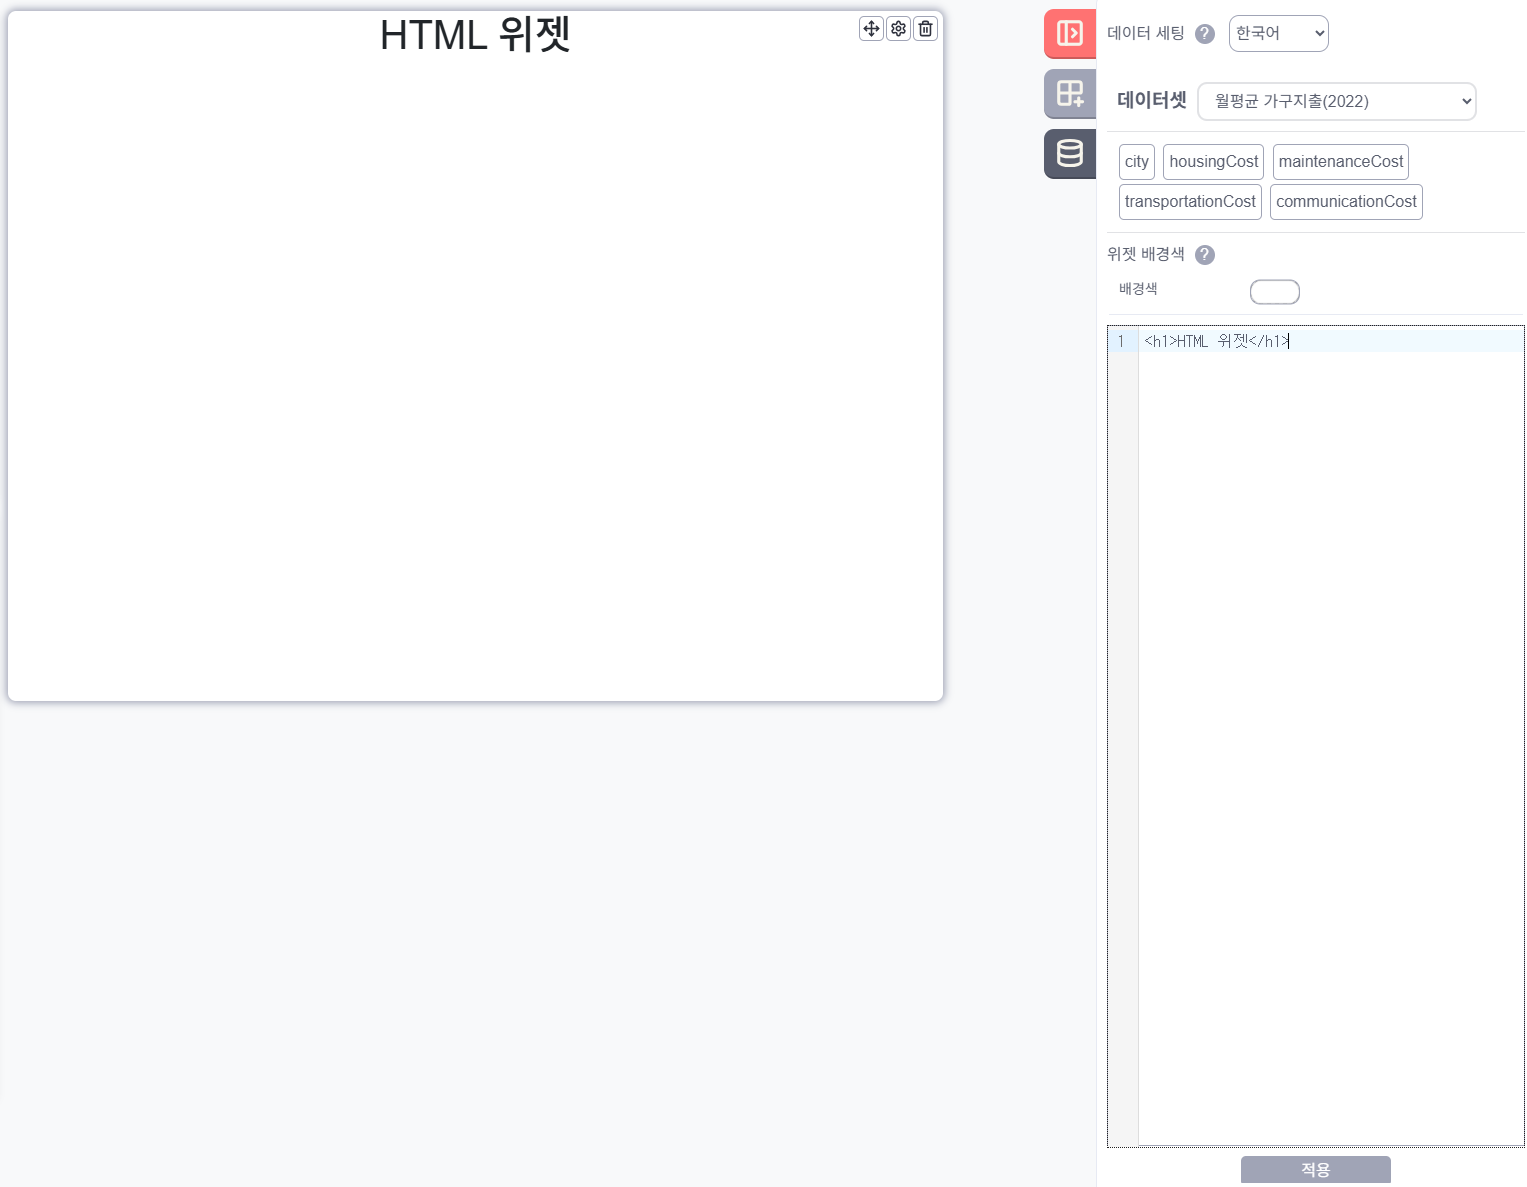 HTML 위젯
데이터 세팅 ? 한국어
데이터셋 월평균 가구지출(2022)
city housingCost maintenanceCost
transportationCost communicationCost
위젯 배경색 ?
배경색
1 <h1>HTML 위젯</h1>
적용